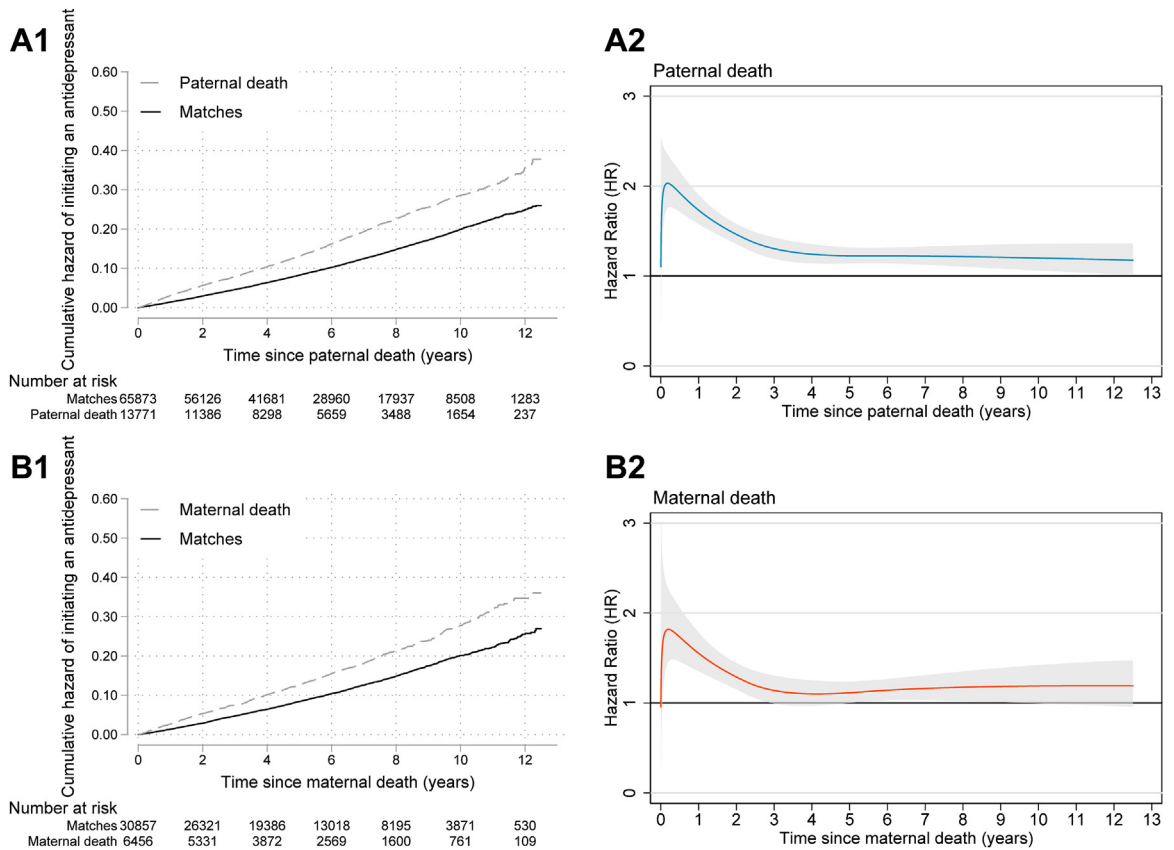 A1
Cumulative hazard of initiating an antidepressant
0.60
0.50
0.40
0.30
0.20
0.10
0.00
Paternal death
Matches
0 2 4 6 8 10 12
Time since paternal death (years)
Number at risk
Matches 65873 56126 41681 28960 17937 8508 1283
Paternal death 13771 11386 8298 5659 3488 1654 237
A2
Paternal death
Hazard Ratio (HR)
3
2
1
0
0 1 2 3 4 5 6 7 8 9 10 11 12 13
Time since paternal death (years)
B1
Cumulative hazard of initiating an antidepressant
0.60
0.50
0.40
0.30
0.20
0.10
0.00
Maternal death
Matches
0 2 4 6 8 10 12
Time since maternal death (years)
Number at risk
Matches 30857 26321 19386 13018 8195 3871 530
Maternal death 6456 5331 3872 2569 1600 761 109
B2
Maternal death
Hazard Ratio (HR)
3
2
1
0
0 1 2 3 4 5 6 7 8 9 10 11 12 13
Time since maternal death (years)